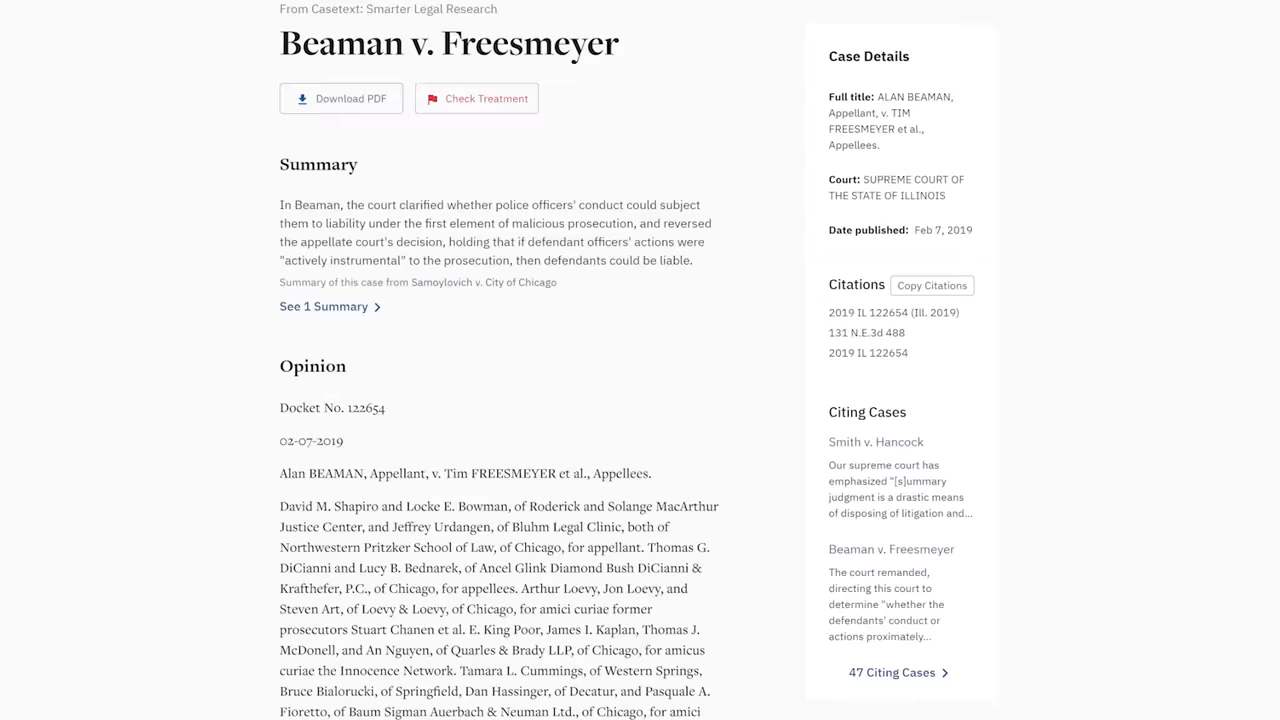 From Casetext: Smarter Legal Research
Beaman v. Freesmeyer
Download PDF
Check Treatment
Summary
In Beaman, the court clarified whether police officers' conduct could subject
them to liability under the first element of malicious prosecution, and reversed
the appellate court's decision, holding that if defendant officers' actions were
"actively instrumental" to the prosecution, then defendants could be liable.
Summary of this case from Samoylovich v. City of Chicago
See 1 Summary
Opinion
Docket No. 122654
02-07-2019
Alan BEAMAN, Appellant, v. Tim FREESMEYER et al., Appellees.
David M. Shapiro and Locke E. Bowman, of Roderick and Solange MacArthur
Justice Center, and Jeffrey Urdangen, of Bluhm Legal Clinic, both of
Northwestern Pritzker School of Law, of Chicago, for appellant. Thomas G.
DiCianni and Lucy B. Bednarek, of Ancel Glink Diamond Bush DiCianni &
Krafthefer, P.C., of Chicago, for appellees. Arthur Loevy, Jon Loevy, and
Steven Art, of Loevy & Loevy, of Chicago, for amici curiae former
prosecutors Stuart Chanen et al. E. King Poor, James I. Kaplan, Thomas J.
McDonell, and An Nguyen, of Quarles & Brady LLP, of Chicago, for amicus
curiae the Innocence Network. Tamara L. Cummings, of Western Springs,
Bruce Bialorucki, of Springfield, Dan Hassinger, of Decatur, and Pasquale A.
Fioretto, of Baum Sigman Auerbach & Neuman Ltd., of Chicago, for amici
Case Details
Full title: ALAN BEAMAN,
Appellant, v. TIM
FREESMEYER et al.,
Appellees.
Court: SUPREME COURT OF
THE STATE OF ILLINOIS
Date published: Feb 7, 2019
Citations
Copy Citations
2019 IL 122654 (Ill. 2019)
131 N.E.3d 488
2019 IL 122654
Citing Cases
Smith v. Hancock
Our supreme court has
emphasized "[s]ummary
judgment is a drastic means
of disposing of litigation and...
Beaman v. Freesmeyer
The court remanded,
directing this court to
determine "whether the
defendants' conduct or
actions proximately...
47 Citing Cases